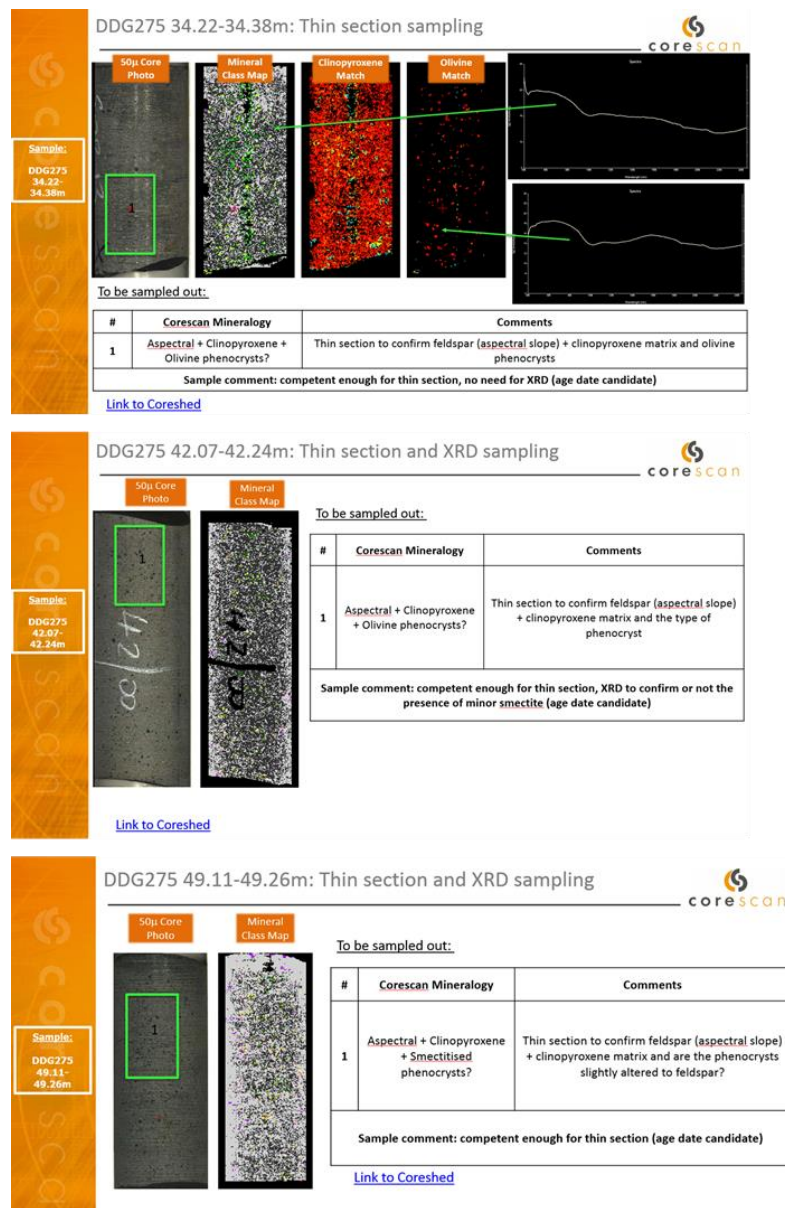 DDG275 34.22-34.38m: Thin section sampling
corescan
50µ Core
Photo
Mineral
Class Map
Clinopyroxene
Match
Olivine
Match
Sample:
DDG275
34.22-
34.38m
corescan
1
To be sampled out:
# Corescan Mineralogy Comments
1 Aspectral + Clinopyroxene +
Olivine phenocrysts?
Thin section to confirm feldspar (aspectral slope) + clinopyroxene matrix and olivine
phenocrysts
Sample comment: competent enough for thin section, no need for XRD (age date candidate)
Link to Coreshed
DDG275 42.07-42.24m: Thin section and XRD sampling
corescan
50µ Core
Photo
Mineral
Class Map
Sample:
DDG275
42.07-
42.24m
corescan
1
To be sampled out:
# Corescan Mineralogy Comments
1 Aspectral + Clinopyroxene
+ Olivine phenocrysts?
Thin section to confirm feldspar (aspectral slope)
+ clinopyroxene matrix and the type of
phenocryst
Sample comment: competent enough for thin section, XRD to confirm or not the
presence of minor smectite (age date candidate)
Link to Coreshed
DDG275 49.11-49.26m: Thin section and XRD sampling
corescan
50µ Core
Photo
Mineral
Class Map
Sample:
DDG275
49.11-
49.26m
1
To be sampled out:
# Corescan Mineralogy Comments
1 Aspectral + Clinopyroxene
+ Smectitised
phenocrysts?
Thin section to confirm feldspar (aspectral slope)
+ clinopyroxene matrix and are the phenocrysts
slightly altered to feldspar?
Sample comment: competent enough for thin section (age date candidate)
Link to Coreshed